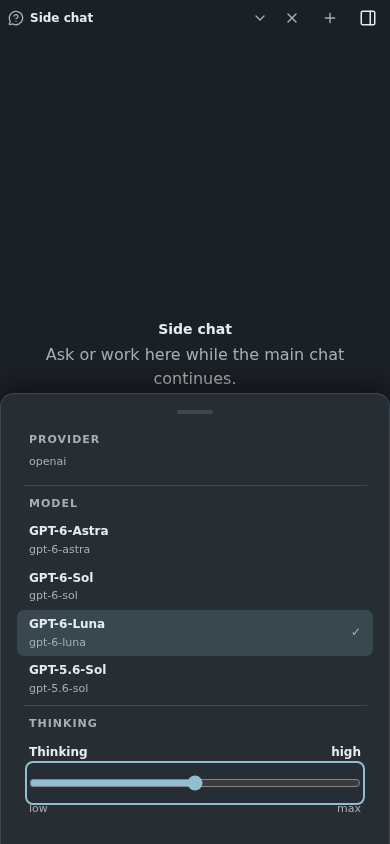 Side chat
Side chat
Ask or work here while the main chat
continues.
PROVIDER
openai
MODEL
GPT-6-Astra
gpt-6-astra
GPT-6-Sol
gpt-6-sol
GPT-6-Luna
gpt-6-luna
GPT-5.6-Sol
gpt-5.6-sol
THINKING
Thinking high
low max